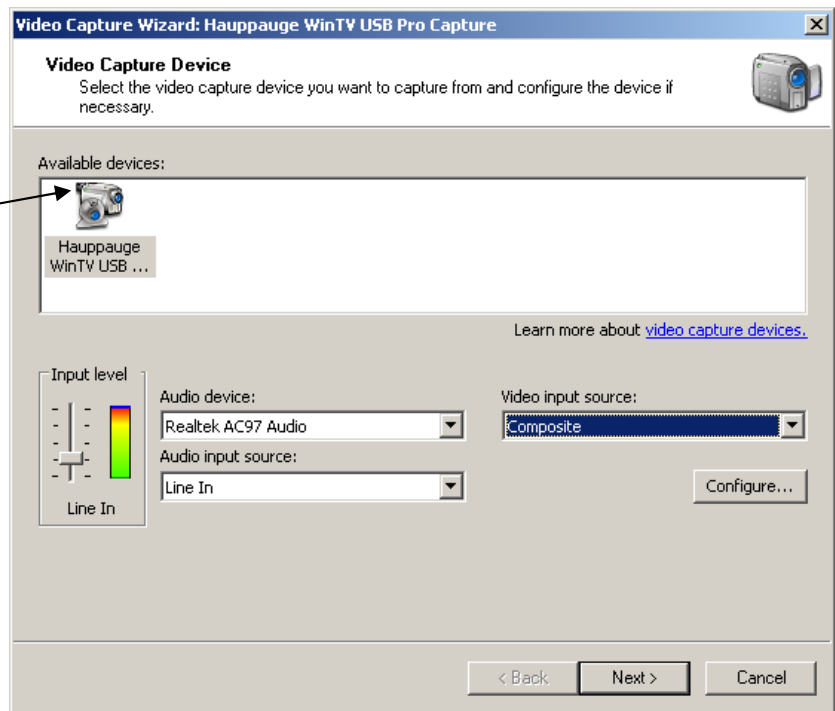 Video Capture Wizard: Hauppauge WinTV USB Pro Capture
Video Capture Device
Select the video capture device you want to capture from and configure the device if
necessary.
Available devices:
Hauppauge
WinTV USB ...
Learn more about video capture devices.
Input level
Line In
Audio device:
Realtek AC97 Audio
Audio input source:
Line In
Video input source:
Composite
Configure...
< Back
Next >
Cancel